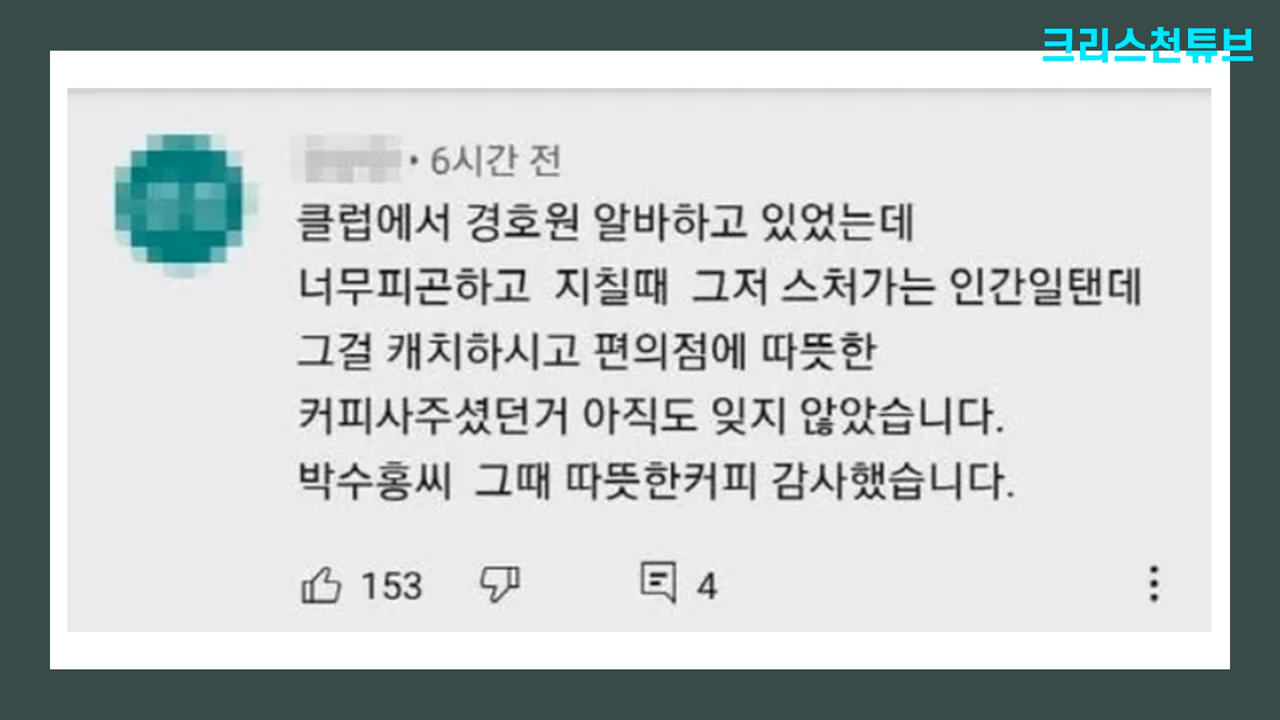 크리스천튜브
• 6시간 전
클럽에서 경호원 알바하고 있었는데
너무피곤하고 지칠때 그저 스처가는 인간일탠데
그걸 캐치하시고 편의점에 따뜻한
커피사주셨던거 아직도 잊지 않았습니다.
박수홍씨 그때 따뜻한커피 감사했습니다.
153 4